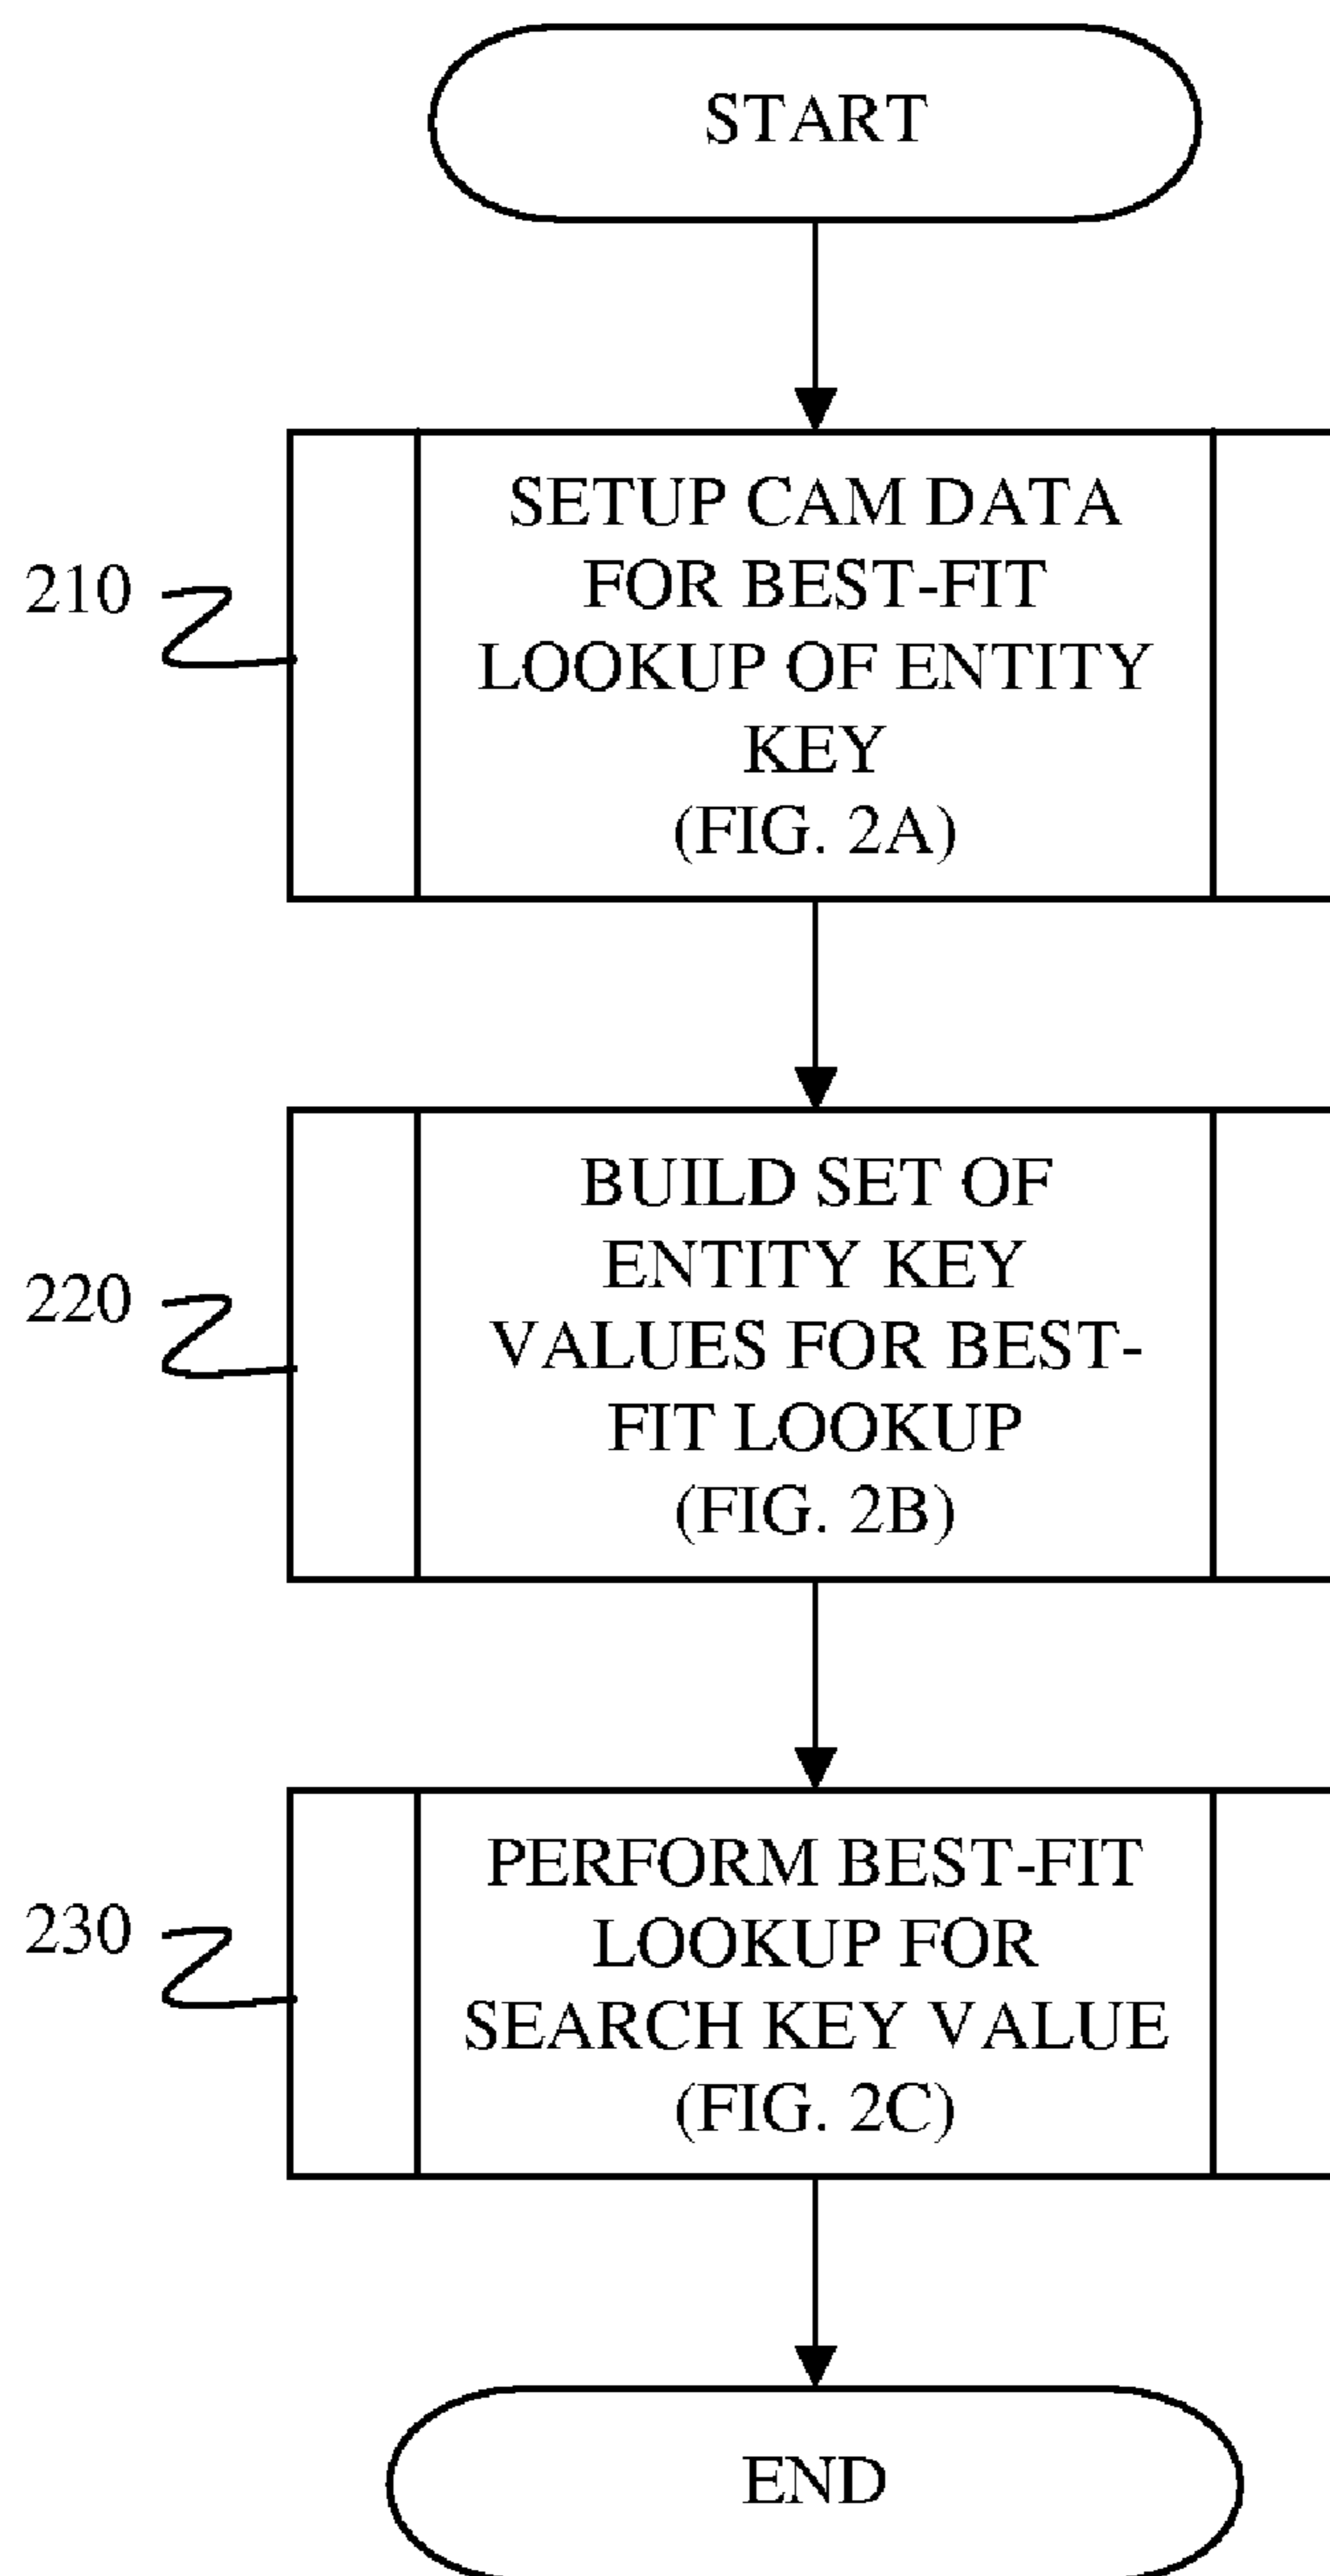 START
210
SETUP CAM DATA
FOR BEST-FIT
LOOKUP OF ENTITY
KEY
(FIG. 2A)
220
BUILD SET OF
ENTITY KEY
VALUES FOR BEST-
FIT LOOKUP
(FIG. 2B)
230
PERFORM BEST-FIT
LOOKUP FOR
SEARCH KEY VALUE
(FIG. 2C)
END